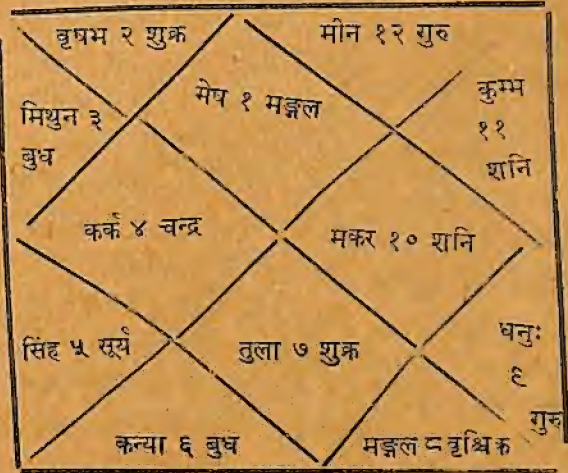 वृषभ २ शुक्र
मीन १२ गुरु
मेष १ मङ्गल
मिथुन ३
बुध
कुम्भ
११
शनि
कर्क ४ चन्द्र
मकर १० शनि
सिंह ५ सूर्य
तुला ७ शुक्र
धनुः
९
गुरु
कन्या ६ बुध
मङ्गल ८ वृश्चिक